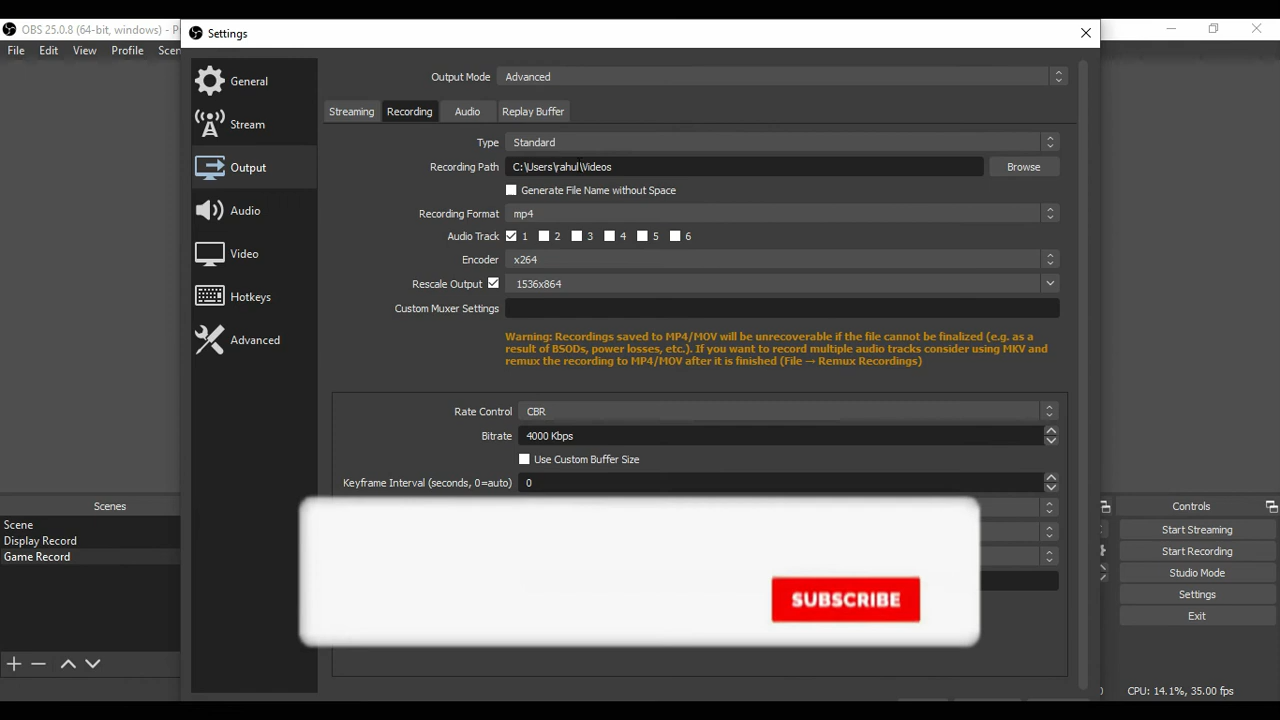 OBS 25.0.8 (64-bit, windows) - P
Settings
File Edit View Profile Scen
General
Stream
Output
Audio
Video
Hotkeys
Advanced
Output Mode Advanced
Streaming Recording Audio Replay Buffer
Type Standard
Recording Path C:\Users\rahul\Videos Browse
Generate File Name without Space
Recording Format mp4
Audio Track 1 2 3 4 5 6
Encoder x264
Rescale Output 1536x864
Custom Muxer Settings
Warning: Recordings saved to MP4/MOV will be unrecoverable if the file cannot be finalized (e.g. as a
result of BSODs, power losses, etc.). If you want to record multiple audio tracks consider using MKV and
remux the recording to MP4/MOV after it is finished (File → Remux Recordings)
Rate Control CBR
Bitrate 4000 Kbps
Use Custom Buffer Size
Keyframe Interval (seconds, 0=auto) 0
SUBSCRIBE
Scenes
Scene
Display Record
Game Record
Controls
Start Streaming
Start Recording
Studio Mode
Settings
Exit
0 CPU: 14.1%, 35.00 fps